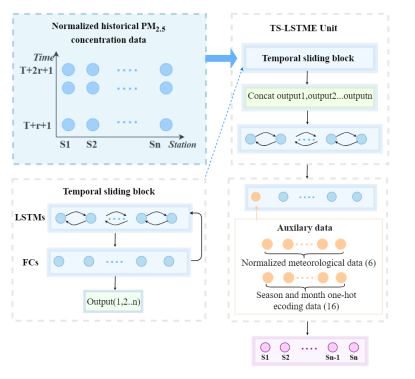 Normalized historical PM2.5
concentration data
Time
T+2r+1
T+r+1
S1 S2 Sn Station
TS-LSTME Unit
Temporal sliding block
Concat output1,output2...outputn
Temporal sliding block
LSTMs
FCs
Output(1,2..n)
Auxilary data
Normalized meteorological data (6)
Season and month one-hot
ecoding data (16)
S1 S2 Sn-1 Sn